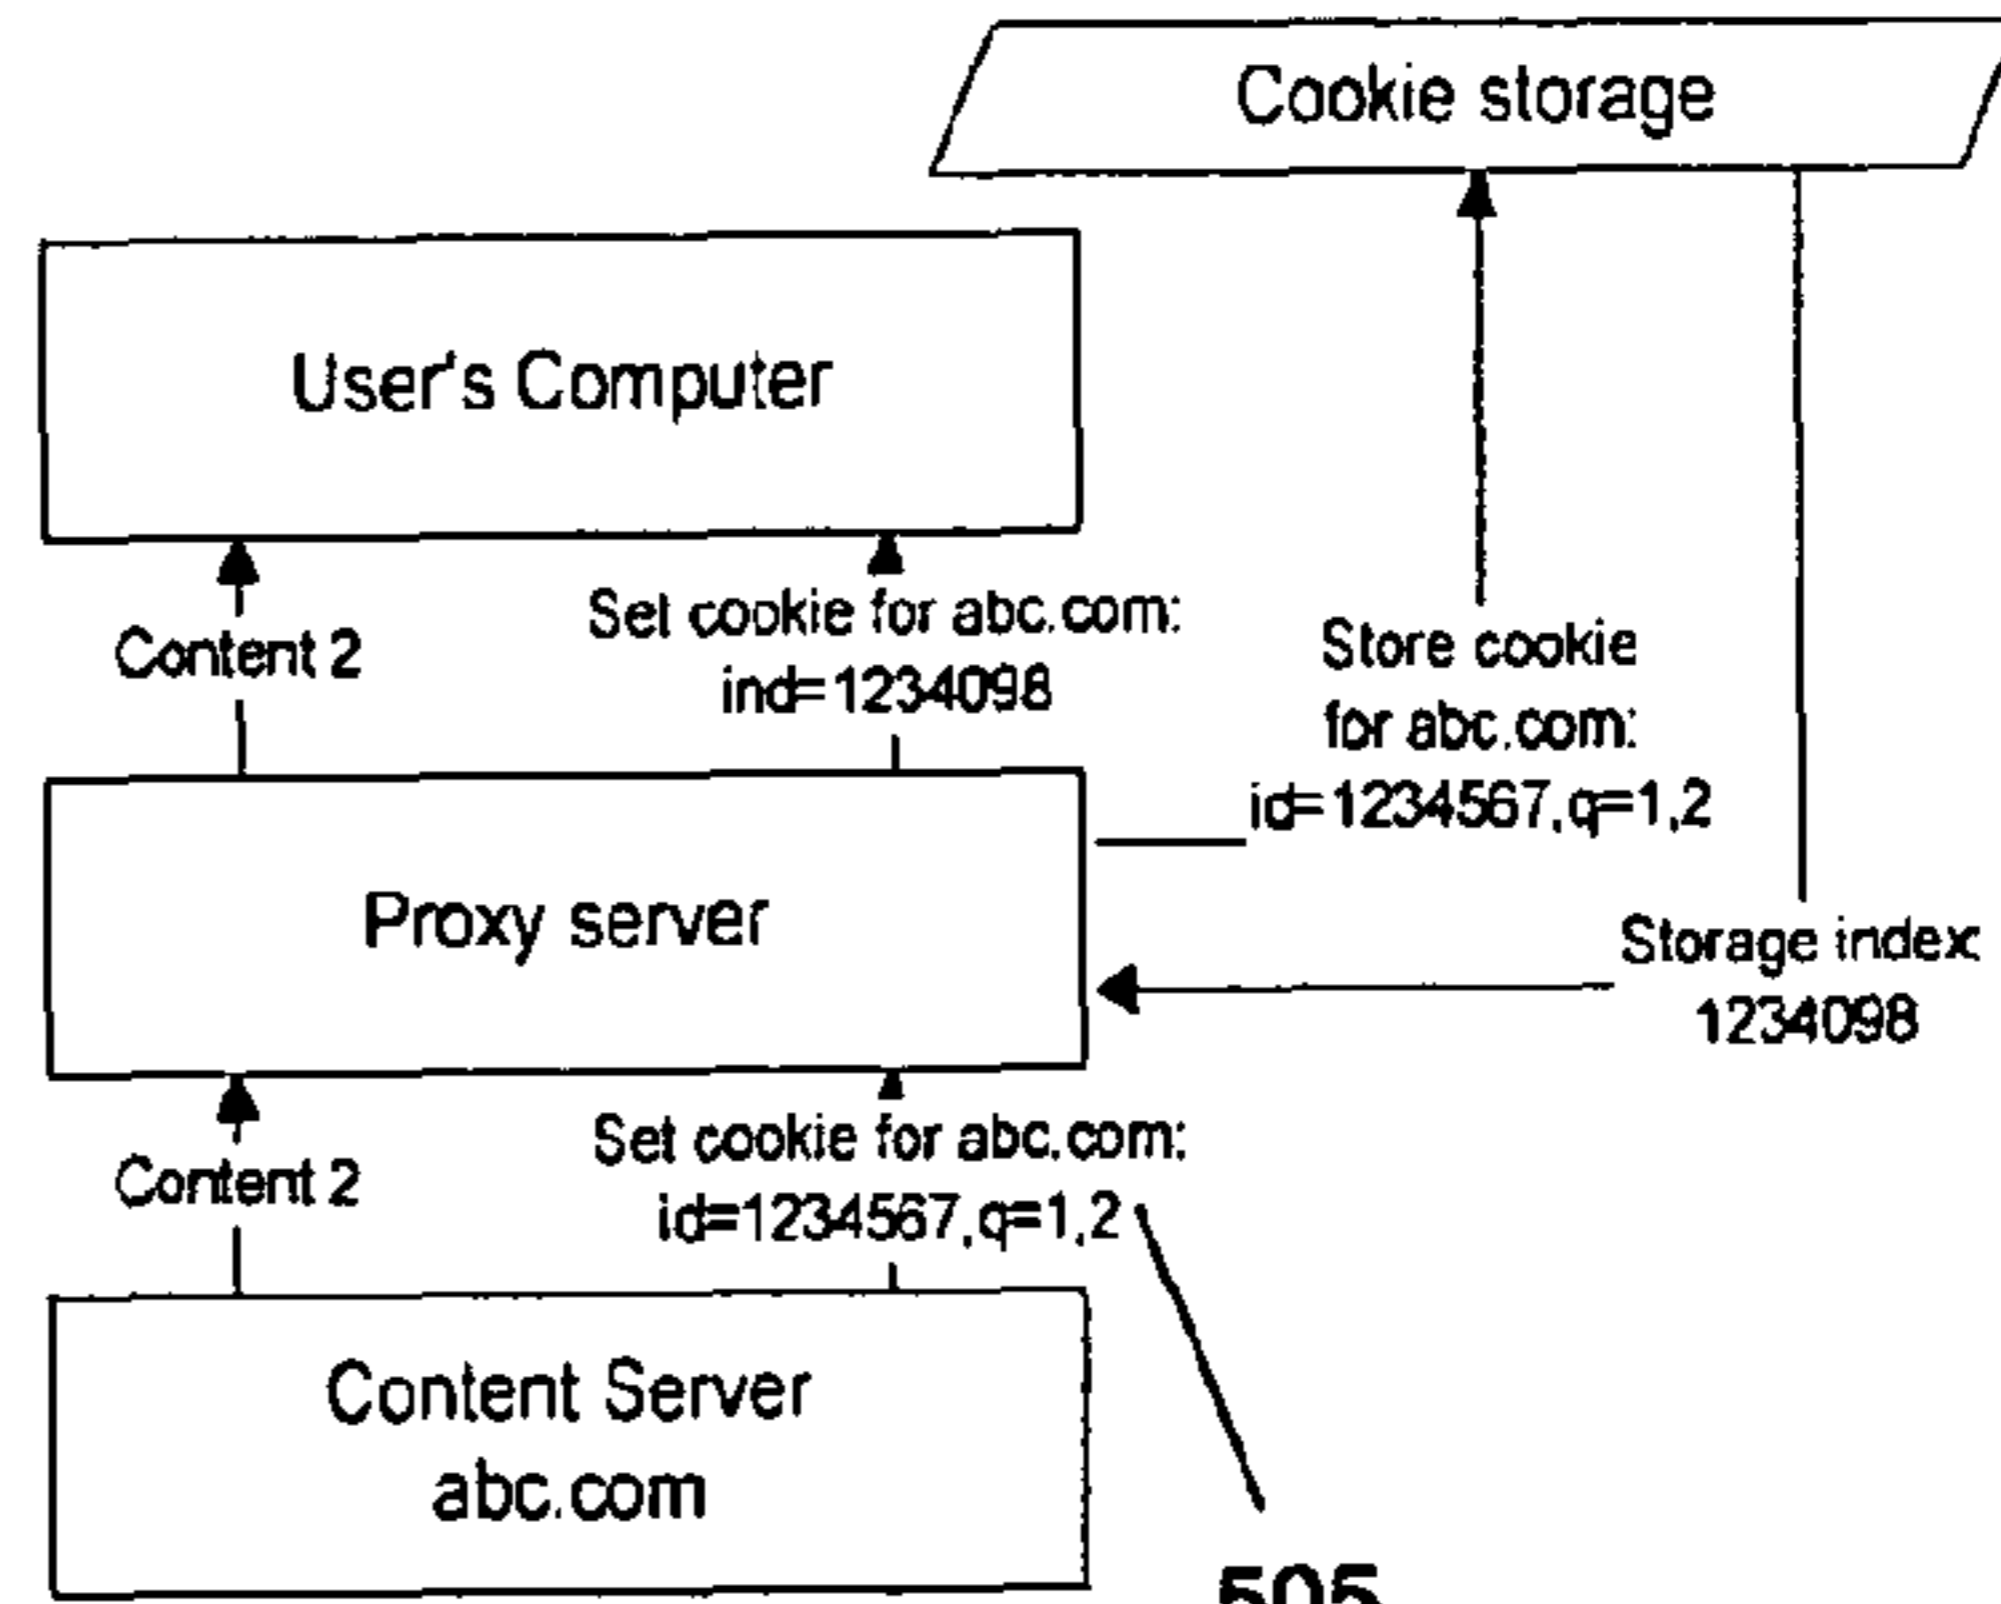 Cookie storage
User's Computer
Content 2
Set cookie for abc.com:
ind=1234098
Store cookie
for abc.com:
id=1234567,q=1,2
Proxy server
Storage index
1234098
Content 2
Set cookie for abc.com:
id=1234567,q=1,2
Content Server
abc.com
505